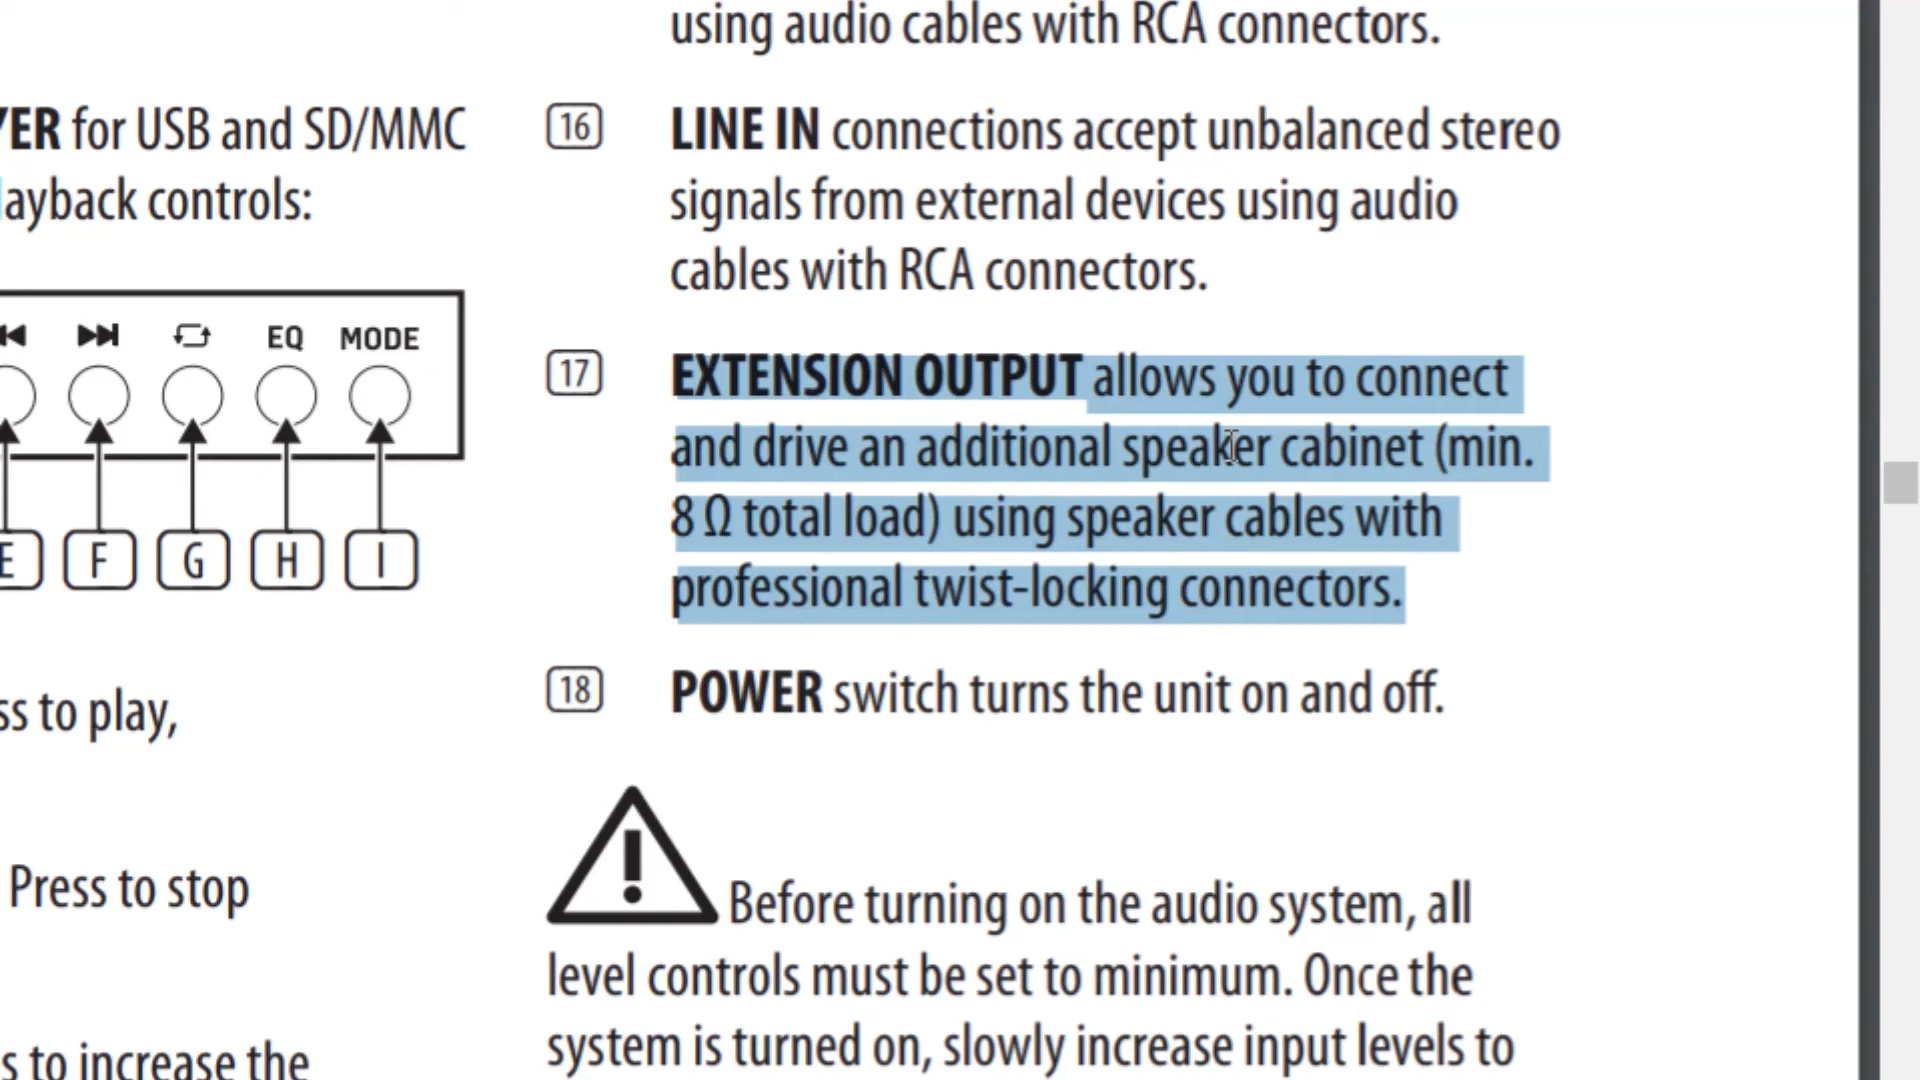 YER for USB and SD/MMC
layback controls:
EQ MODE
E F G H I
ss to play,
Press to stop
s to increase the
using audio cables with RCA connectors.
16 LINE IN connections accept unbalanced stereo
signals from external devices using audio
cables with RCA connectors.
17 EXTENSION OUTPUT allows you to connect
and drive an additional speaker cabinet (min.
8 Ω total load) using speaker cables with
professional twist-locking connectors.
18 POWER switch turns the unit on and off.
Before turning on the audio system, all
level controls must be set to minimum. Once the
system is turned on, slowly increase input levels to